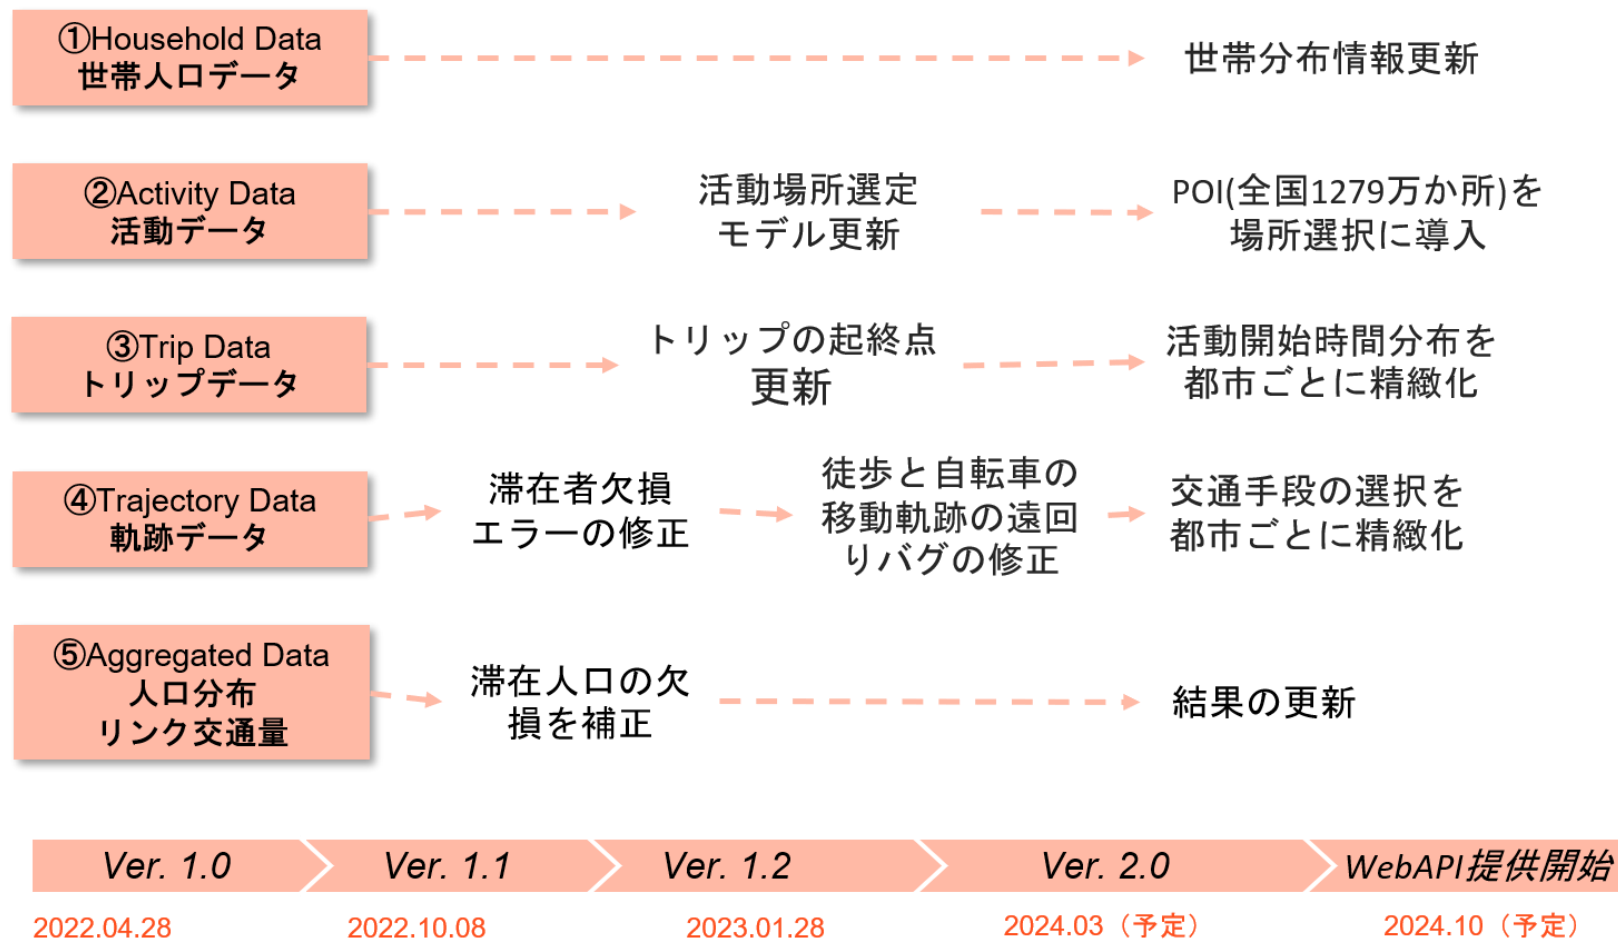 ①Household Data
世帯人口データ
世帯分布情報更新
②Activity Data
活動データ
活動場所選定
モデル更新
POI(全国1279万か所)を
場所選択に導入
③Trip Data
トリップデータ
トリップの起終点
更新
活動開始時間分布を
都市ごとに精緻化
④Trajectory Data
軌跡データ
滞在者欠損
エラーの修正
徒歩と自転車の
移動軌跡の遠回
りバグの修正
交通手段の選択を
都市ごとに精緻化
⑤Aggregated Data
人口分布
リンク交通量
滞在人口の欠
損を補正
結果の更新
Ver. 1.0
Ver. 1.1
Ver. 1.2
Ver. 2.0
WebAPI提供開始
2022.04.28
2022.10.08
2023.01.28
2024.03（予定）
2024.10（予定）